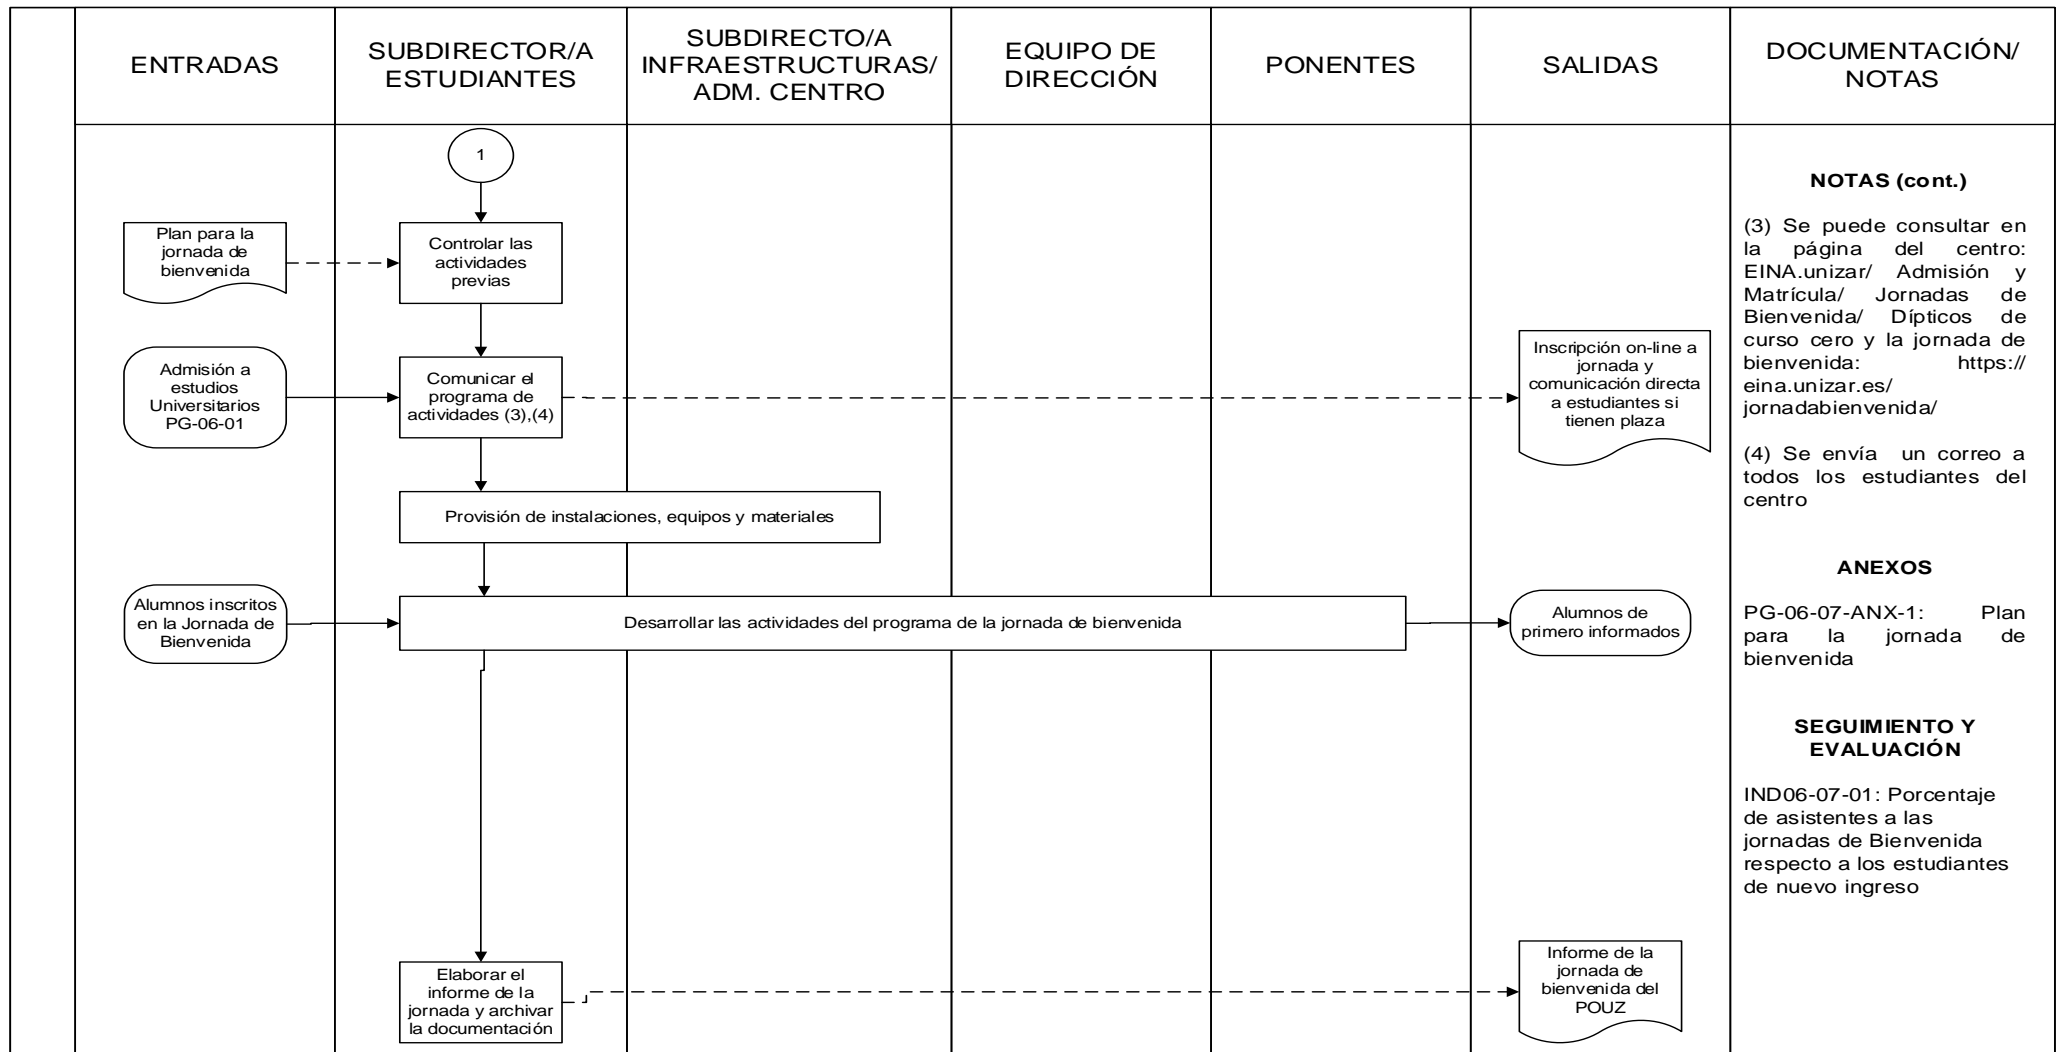 ENTRADAS
SUBDIRECTOR/A
ESTUDIANTES
SUBDIRECTO/A
INFRAESTRUCTURAS/
ADM. CENTRO
EQUIPO DE
DIRECCIÓN
PONENTES
SALIDAS
DOCUMENTACIÓN/
NOTAS
1
Plan para la
jornada de
bienvenida
Controlar las
actividades
previas
Admisión a
estudios
Universitarios
PG-06-01
Comunicar el
programa de
actividades (3),(4)
Inscripción on-line a
jornada y
comunicación directa
a estudiantes si
tienen plaza
Provisión de instalaciones, equipos y materiales
Alumnos inscritos
en la Jornada de
Bienvenida
Desarrollar las actividades del programa de la jornada de bienvenida
Alumnos de
primero informados
Elaborar el
informe de la
jornada y archivar
la documentación
Informe de la
jornada de
bienvenida del
POUZ
NOTAS (cont.)
(3) Se puede consultar en
la página del centro:
EINA.unizar/ Admisión y
Matrícula/ Jornadas de
Bienvenida/ Dípticos de
curso cero y la jornada de
bienvenida: https://
eina.unizar.es/
jornadabienvenida/
(4) Se envía un correo a
todos los estudiantes del
centro
ANEXOS
PG-06-07-ANX-1: Plan
para la jornada de
bienvenida
SEGUIMIENTO Y
EVALUACIÓN
IND06-07-01: Porcentaje
de asistentes a las
jornadas de Bienvenida
respecto a los estudiantes
de nuevo ingreso